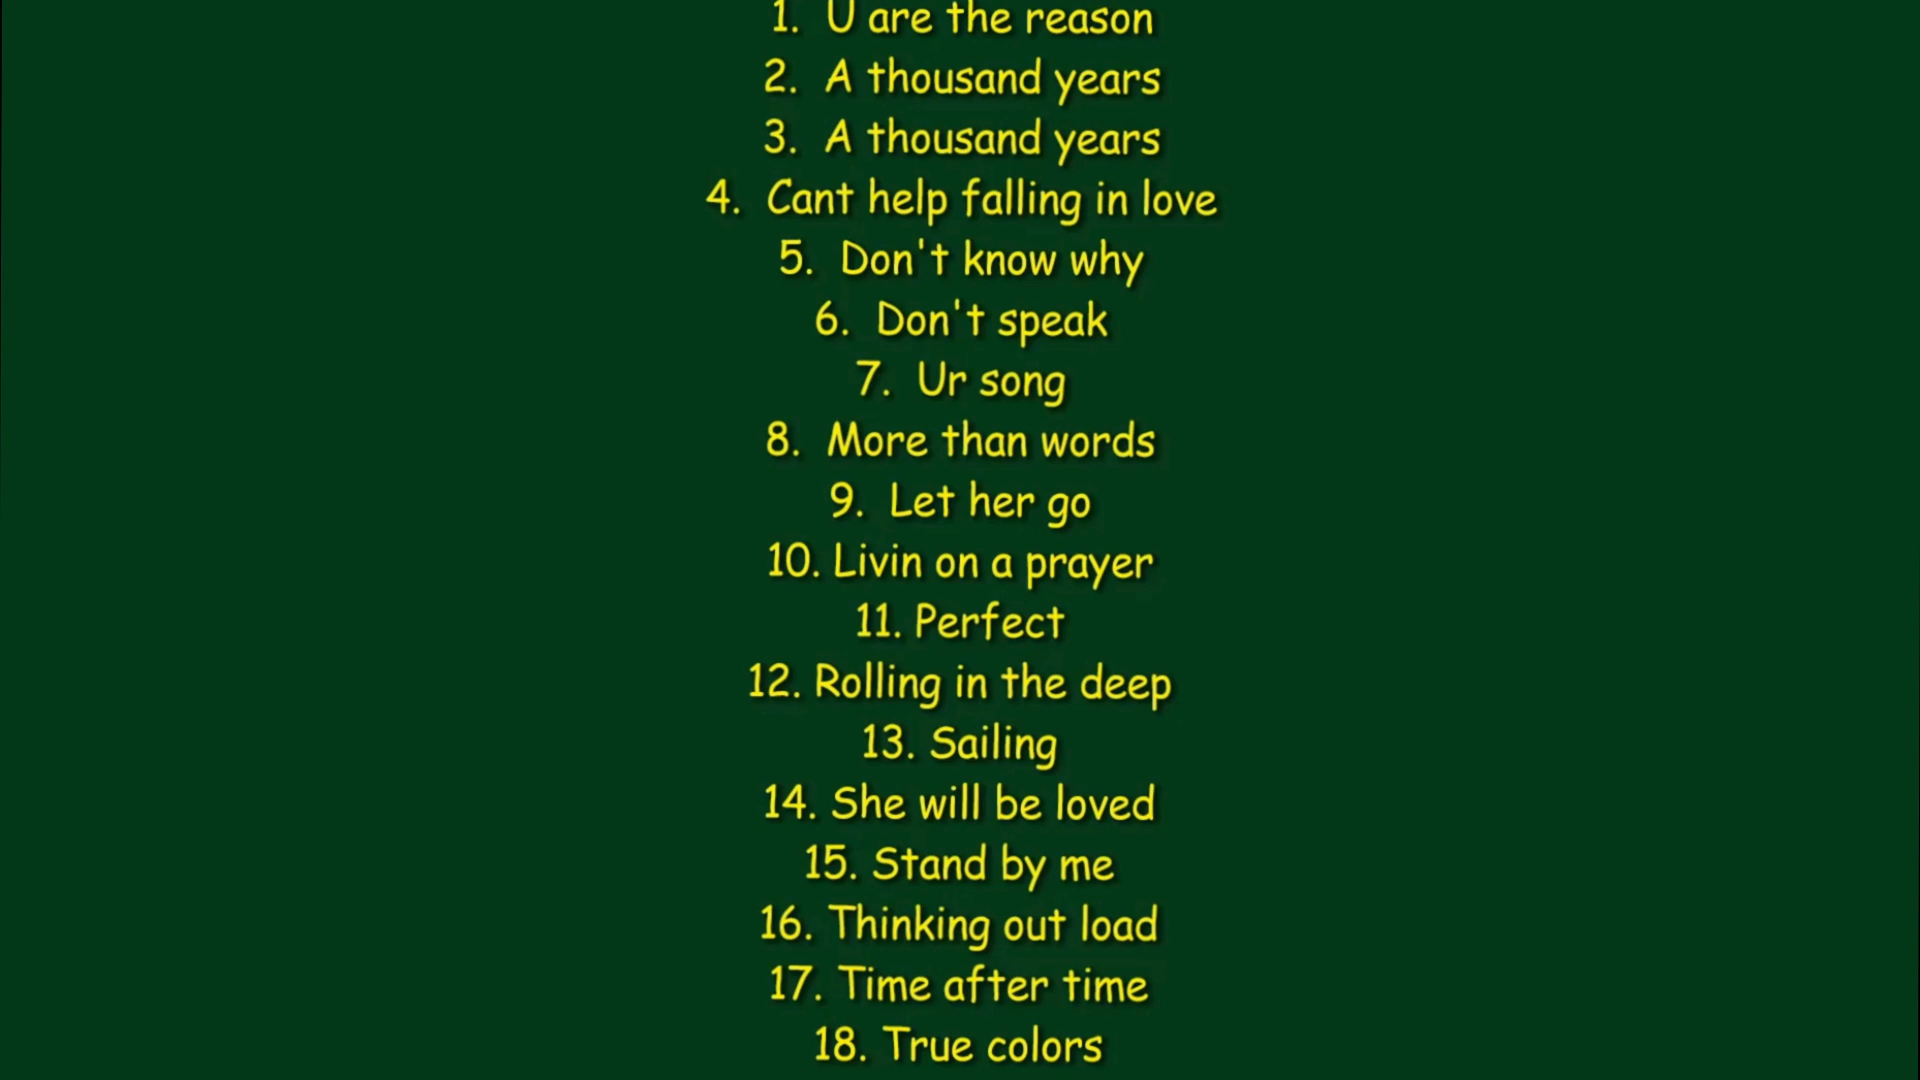 1. U are the reason
2. A thousand years
3. A thousand years
4. Cant help falling in love
5. Don't know why
6. Don't speak
7. Ur song
8. More than words
9. Let her go
10. Livin on a prayer
11. Perfect
12. Rolling in the deep
13. Sailing
14. She will be loved
15. Stand by me
16. Thinking out load
17. Time after time
18. True colors